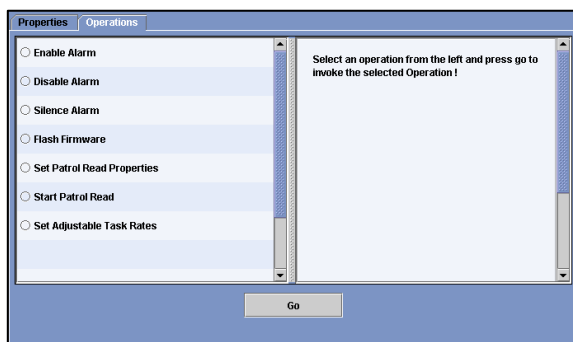 Properties
Operations
Enable Alarm
Disable Alarm
Silence Alarm
Flash Firmware
Set Patrol Read Properties
Start Patrol Read
Set Adjustable Task Rates
Select an operation from the left and press go to
invoke the selected Operation !
Go